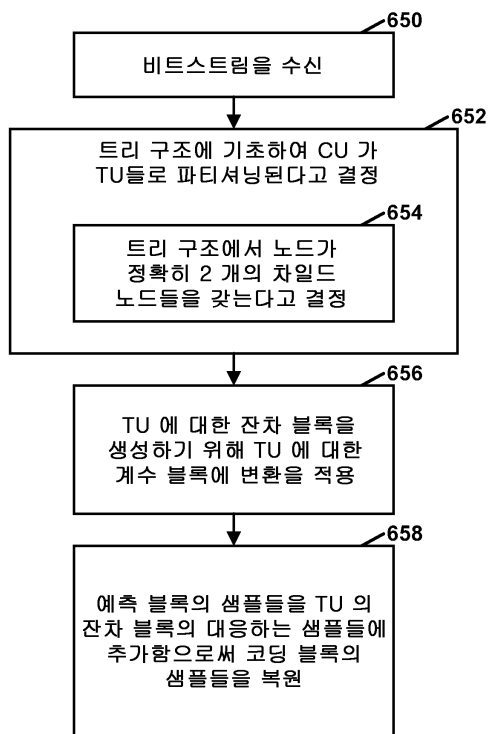 650
비트스트림을 수신
652
트리 구조에 기초하여 CU 가
TU들로 파티셔닝된다고 결정
654
트리 구조에서 노드가
정확히 2 개의 차일드
노드들을 갖는다고 결정
656
TU 에 대한 잔차 블록을
생성하기 위해 TU 에 대한
계수 블록에 변환을 적용
658
예측 블록의 샘플들을 TU 의
잔차 블록의 대응하는 샘플들에
추가함으로써 코딩 블록의
샘플들을 복원